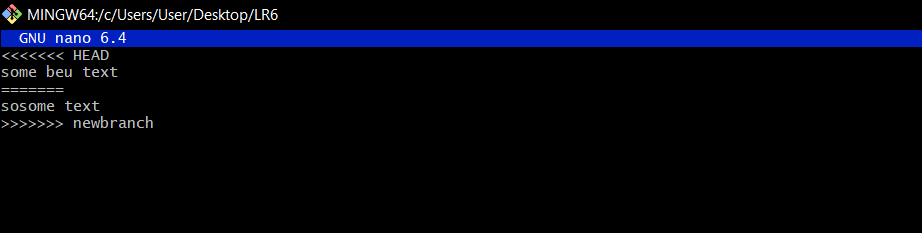 MINGW64:/c/Users/User/Desktop/LR6
GNU nano 6.4
<<<<<<< HEAD
some beu text
=======
sosome text
>>>>>>> newbranch